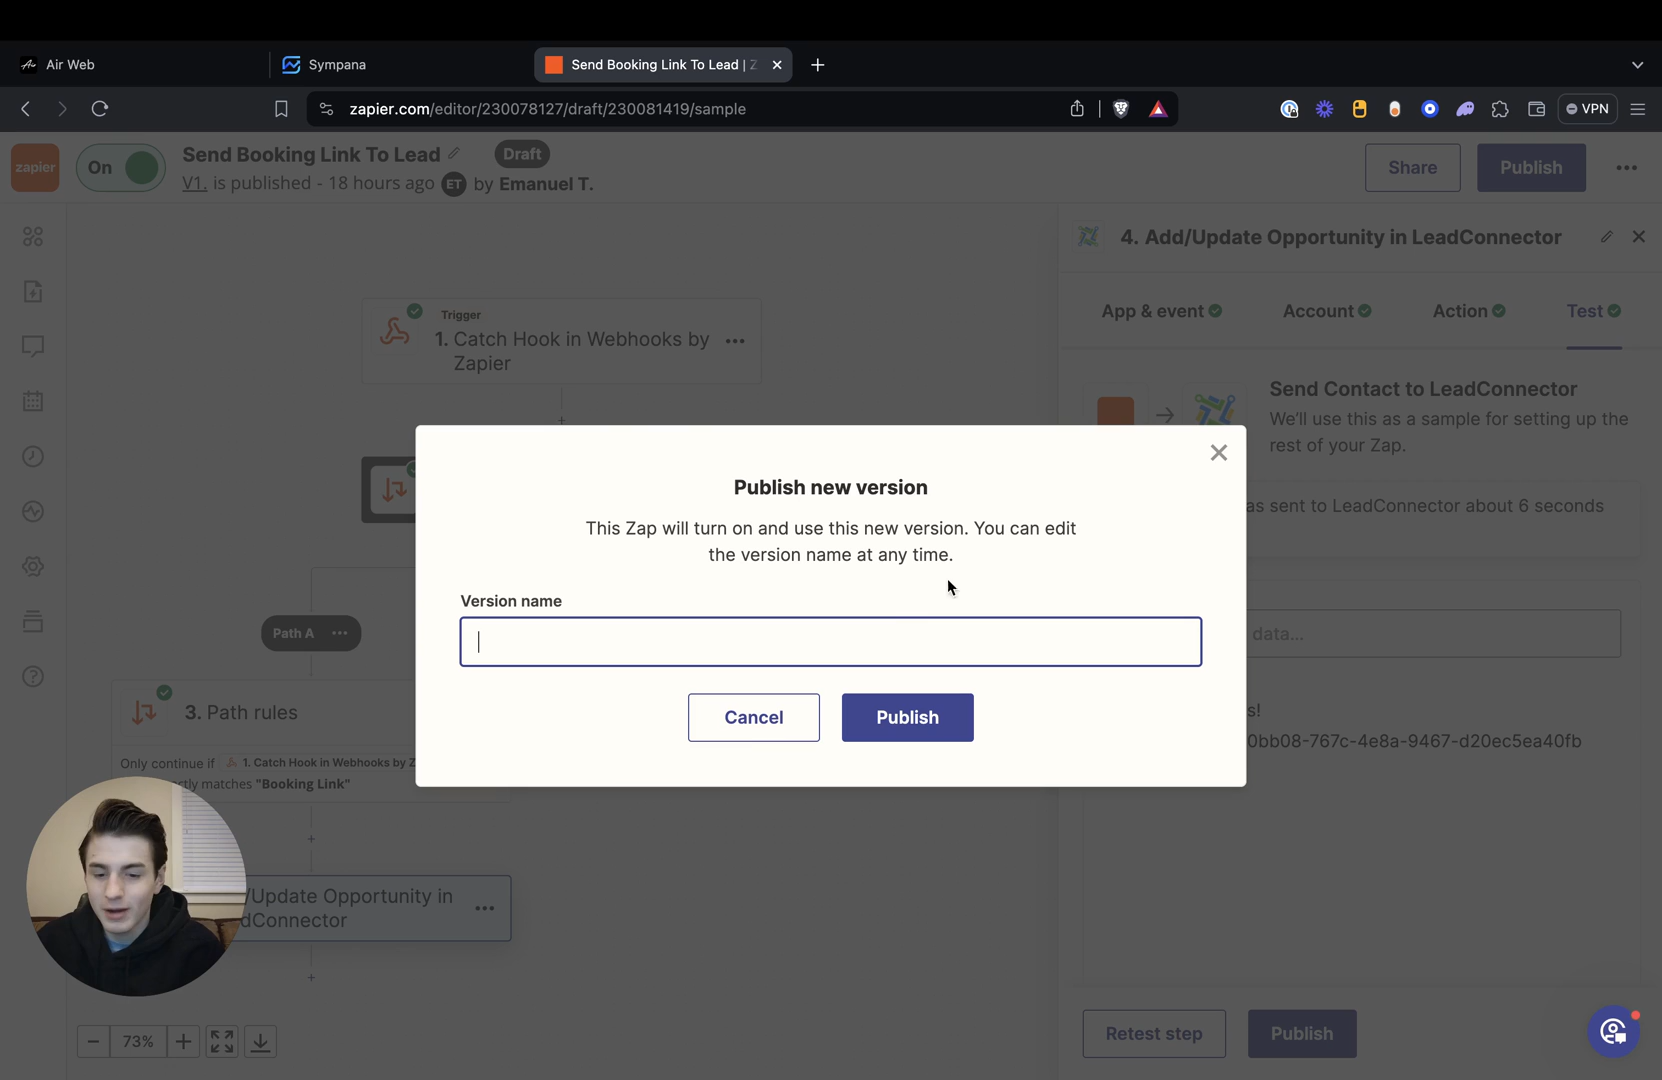 Air Web
Sympana
Send Booking Link To Lead | Z
zapier.com/editor/230078127/draft/230081419/sample
VPN
zapier
On
Send Booking Link To Lead
Draft
V1. is published - 18 hours ago ET by Emanuel T.
Share
Publish
4. Add/Update Opportunity in LeadConnector
App & event
Account
Action
Test
Trigger
1. Catch Hook in Webhooks by
Zapier
Send Contact to LeadConnector
We'll use this as a sample for setting up the
rest of your Zap.
as sent to LeadConnector about 6 seconds
Publish new version
This Zap will turn on and use this new version. You can edit
the version name at any time.
Version name
Cancel
Publish
data...
s!
0bb08-767c-4e8a-9467-d20ec5ea40fb
Path A
3. Path rules
Only continue if 1. Catch Hook in Webhooks by Z
ctly matches "Booking Link"
/Update Opportunity in
dConnector
73%
Retest step
Publish